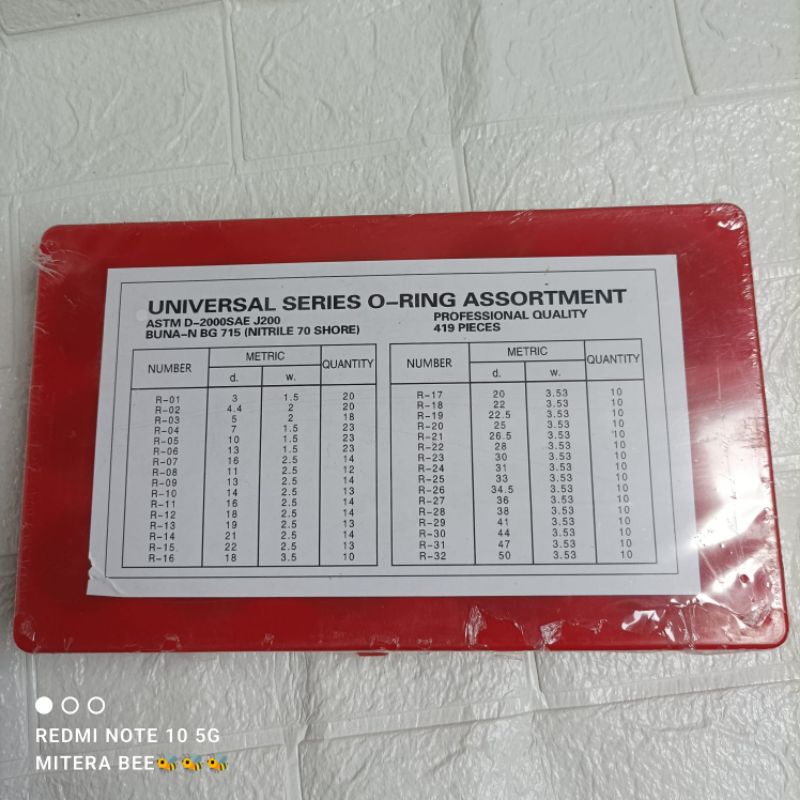 UNIVERSAL SERIES O-RING ASSORTMENT
ASTM D-2000SAE J200 PROFESSIONAL QUALITY
BUNA-N BG 715 (NITRILE 70 SHORE) 419 PIECES
NUMBER METRIC QUANTITY
d. w.
R-01 3 1.5 20
R-02 4.4 2 20
R-03 5 2 18
R-04 7 1.5 23
R-05 10 1.5 23
R-06 13 1.5 23
R-07 16 2.5 14
R-08 11 2.5 12
R-09 13 2.5 14
R-10 14 2.5 13
R-11 16 2.5 14
R-12 18 2.5 14
R-13 19 2.5 13
R-14 21 2.5 14
R-15 22 2.5 13
R-16 18 3.5 10
NUMBER METRIC QUANTITY
d. w.
R-17 20 3.53 10
R-18 22 3.53 10
R-19 22.5 3.53 10
R-20 25 3.53 10
R-21 26.5 3.53 10
R-22 28 3.53 10
R-23 30 3.53 10
R-24 31 3.53 10
R-25 33 3.53 10
R-26 34.5 3.53 10
R-27 36 3.53 10
R-28 38 3.53 10
R-29 41 3.53 10
R-30 44 3.53 10
R-31 47 3.53 10
R-32 50 3.53 10
REDMI NOTE 10 5G
MITERA BEE🐝🐝🐝